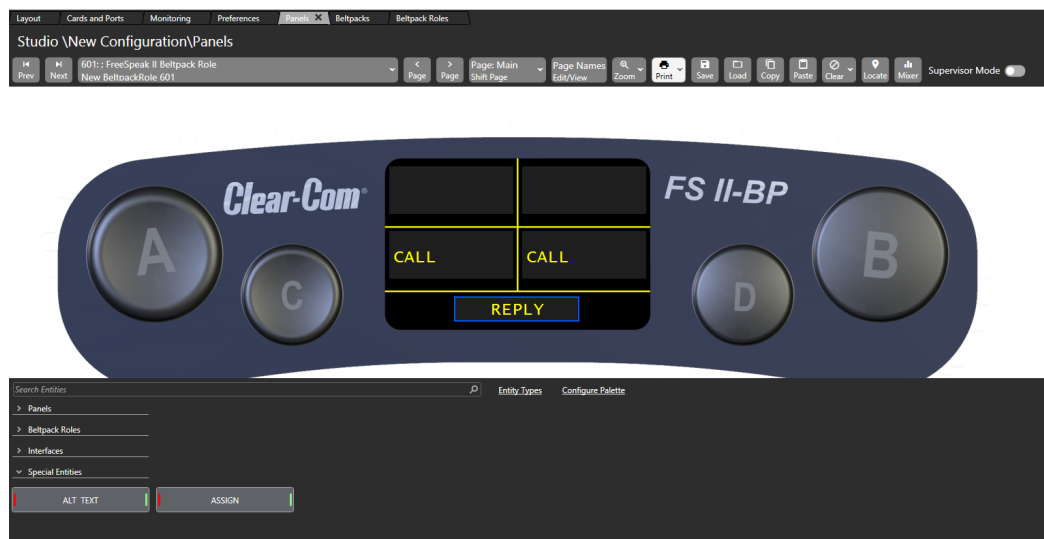 Layout Cards and Ports Monitoring Preferences Panels Beltpacks Beltpack Roles
Studio \New Configuration\Panels
Prev Next 601: ; FreeSpeak II Beltpack Role
New BeltpackRole 601
Page Page Page: Main
Shift Page
Page Names
Edit/View
Zoom Print Save Load Copy Paste Clear Locate Mixer Supervisor Mode
Clear-Com®
FS II-BP
A
B
C
D
CALL CALL
REPLY
Search Entities Entity Types Configure Palette
Panels
Beltpack Roles
Interfaces
Special Entities
ALT TEXT ASSIGN